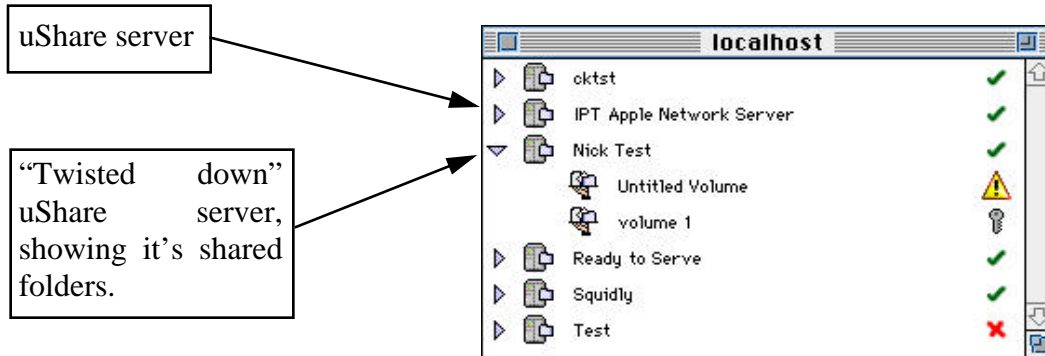 uShare server
localhost
cktst
IPT Apple Network Server
Nick Test
"Twisted down"
uShare server,
showing it's shared
folders.
Untitled Volume
volume 1
Ready to Serve
Squidly
Test